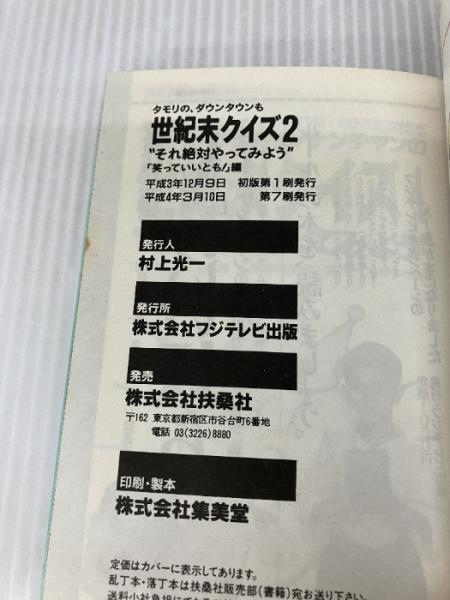 タモリの、ダウンタウンも
世紀末クイズ2
"それ絶対やってみよう"
「笑っていいとも!」編
平成3年12月9日 初版第1刷発行
平成4年3月10日 第7刷発行
発行人
村上光一
発行所
株式会社フジテレビ出版
発売
株式会社扶桑社
〒162 東京都新宿区市谷台町6番地
電話 03(3226)8880
印刷・製本
株式会社集美堂
定価はカバーに表示してあります。
乱丁本・落丁本は扶桑社販売部(書籍)宛お送り下さい。
送料小社負担にて